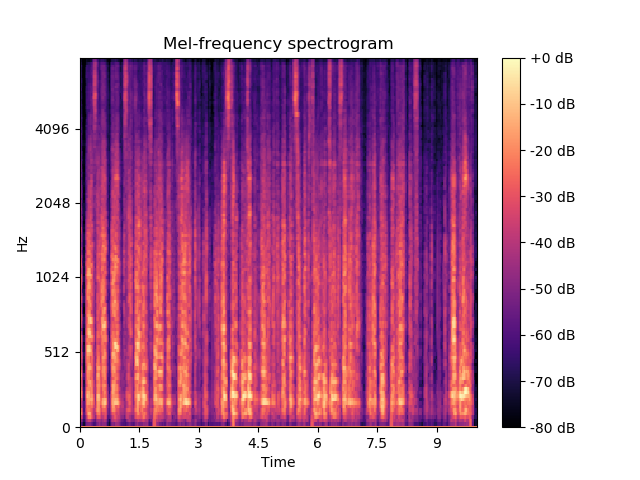 Mel-frequency spectrogram
+0 dB
-10 dB
-20 dB
-30 dB
-40 dB
-50 dB
-60 dB
-70 dB
-80 dB
4096
2048
1024
512
0
Hz
0 1.5 3 4.5 6 7.5 9
Time